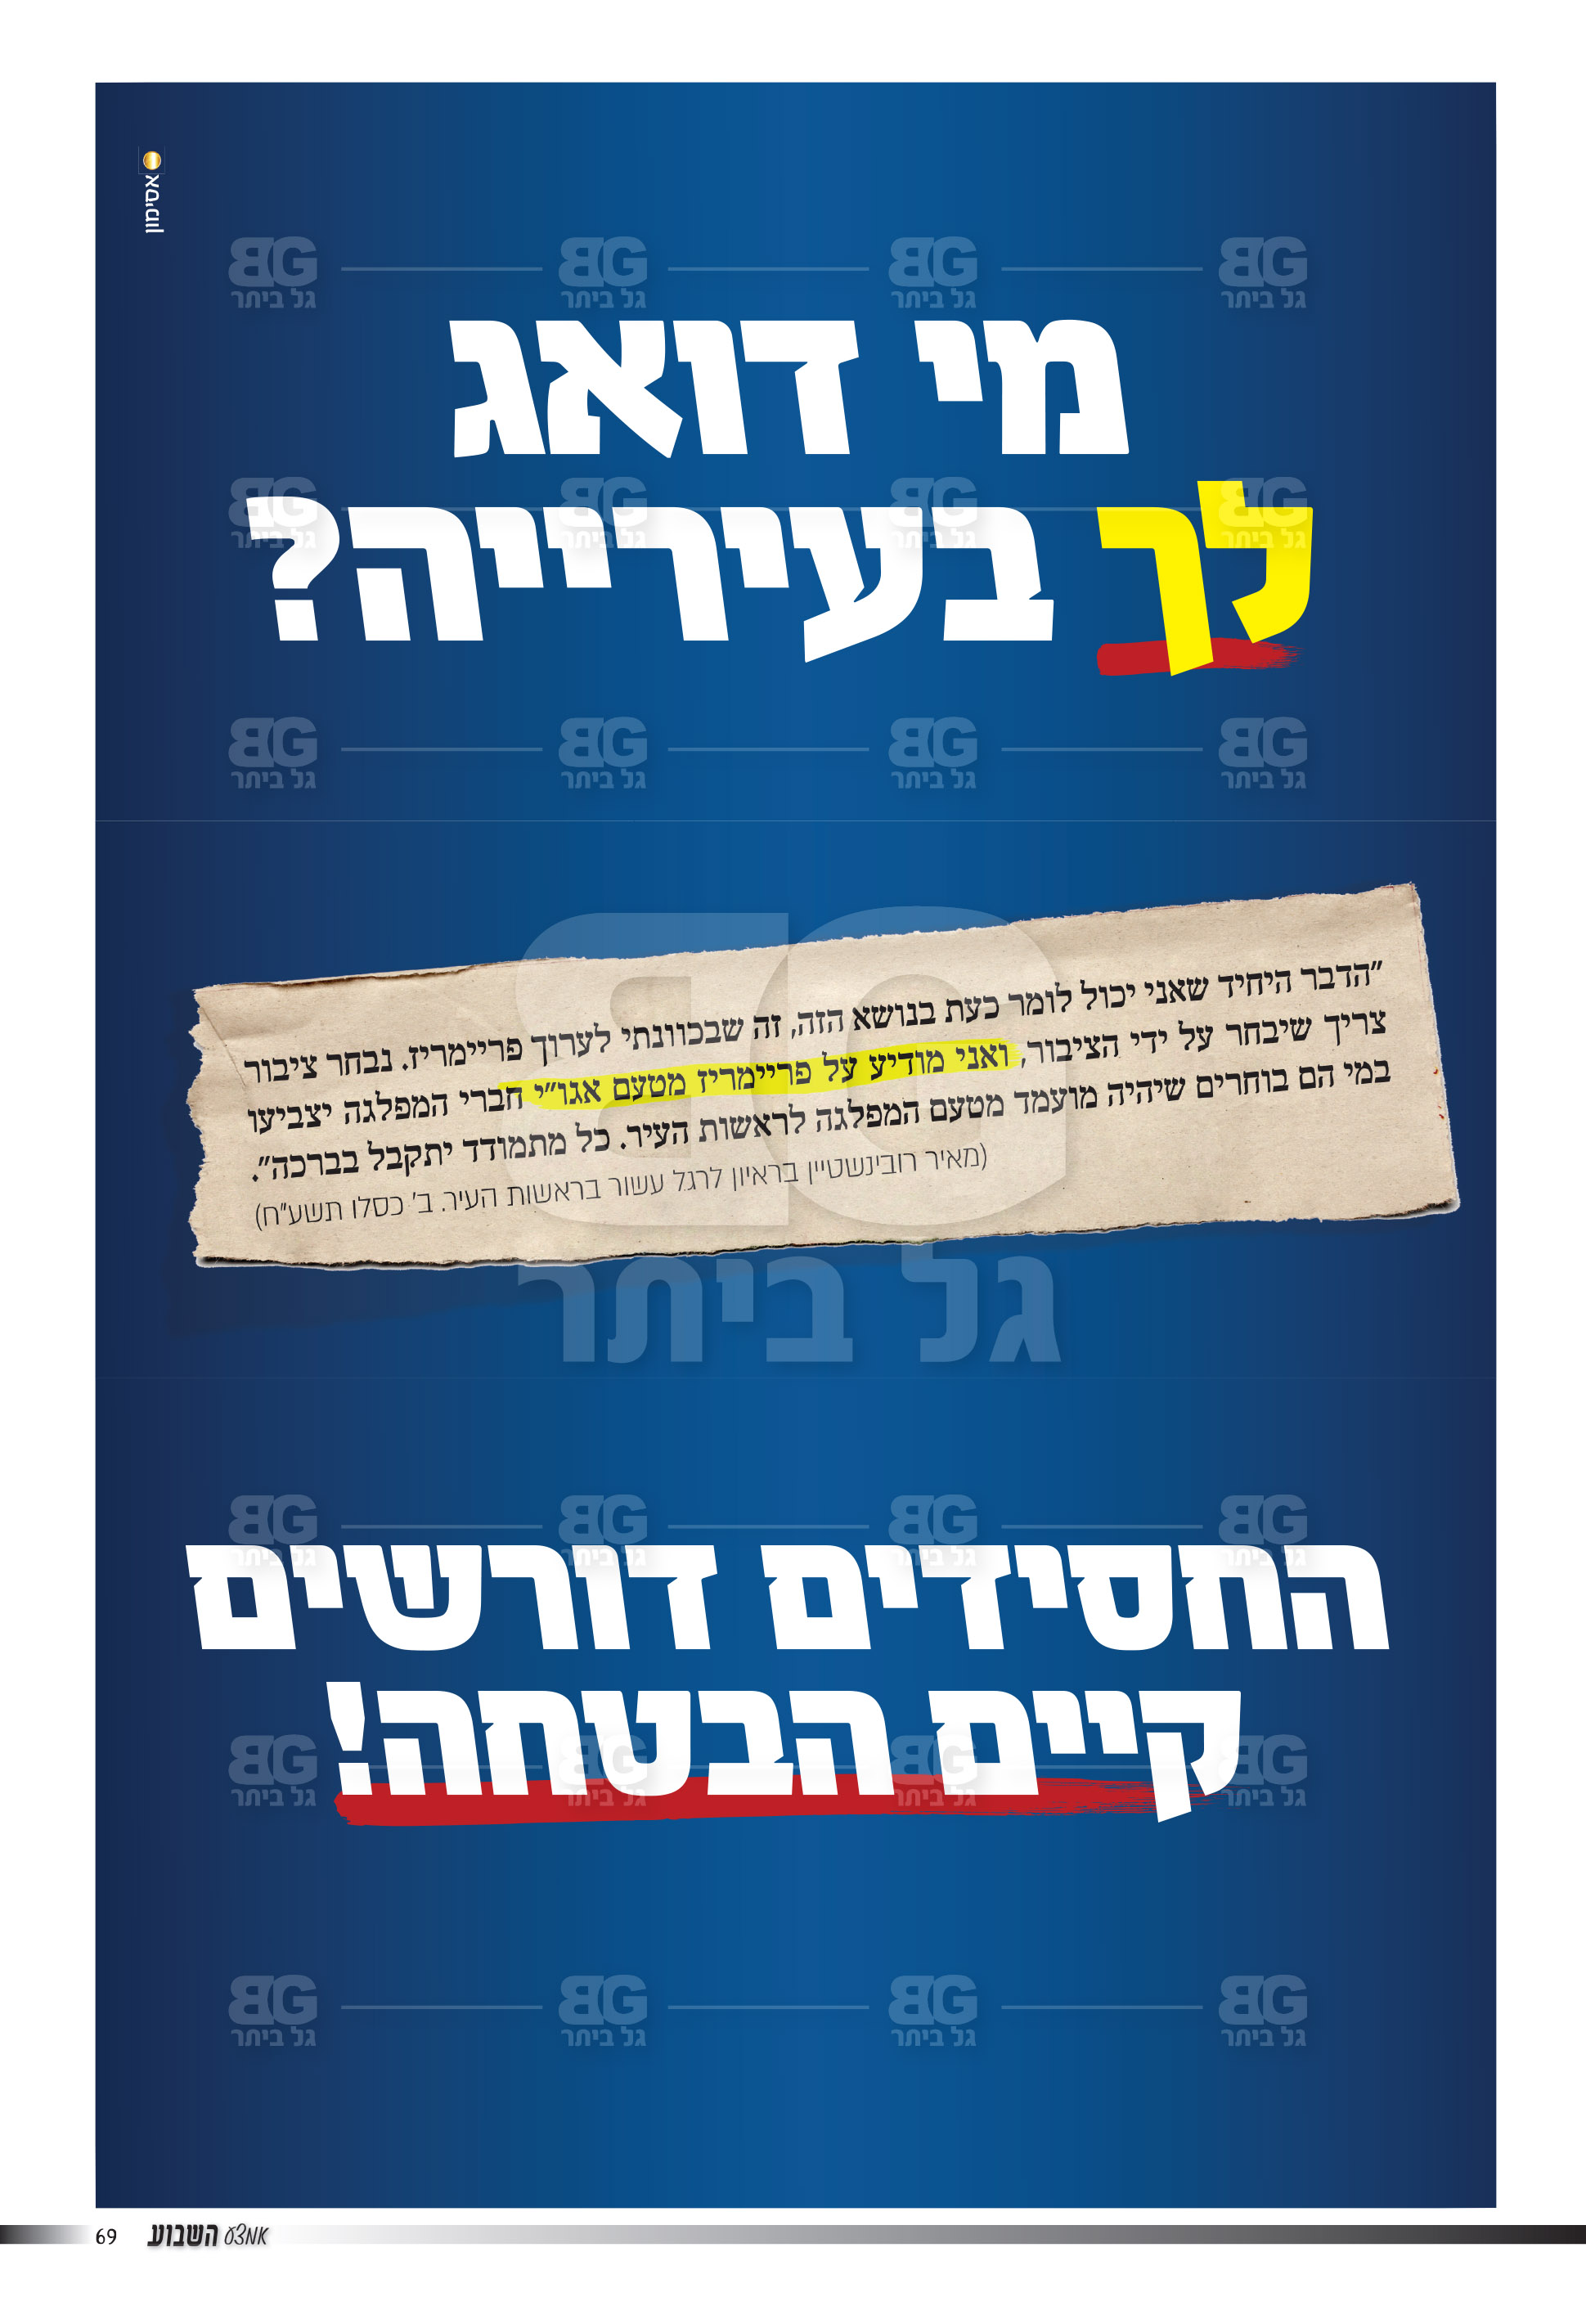 אסימון
מי דואג
לך בעירייה?
"הדבר היחיד שאני יכול לומר כעת בנושא הזה, זה שבכוונתי לערוך פריימריז. נבחר ציבור
צריך שיבחר על ידי הציבור, ואני מודיע על פריימריז מטעם אגו"י חברי המפלגה יצביעו
במי הם בוחרים שיהיה מועמד מטעם המפלגה לראשות העיר. כל מתמודד יתקבל בברכה".
(מאיר רובינשטיין בראיון לרגל עשור בראשות העיר. ב' כסלו תשע"ח)
BG
גל ביתר
החסידים דורשים
קיים הבטחה!
אמצע השבוע 69